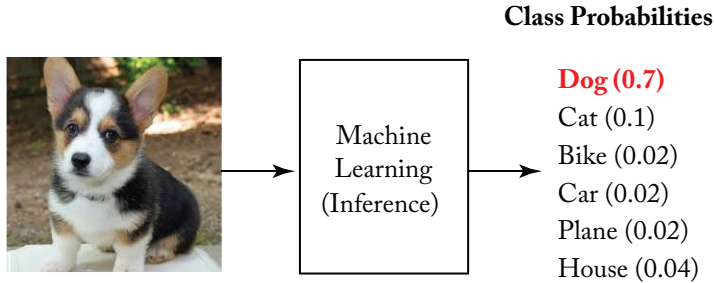 Class Probabilities
Machine
Learning
(Inference)
Dog (0.7)
Cat (0.1)
Bike (0.02)
Car (0.02)
Plane (0.02)
House (0.04)